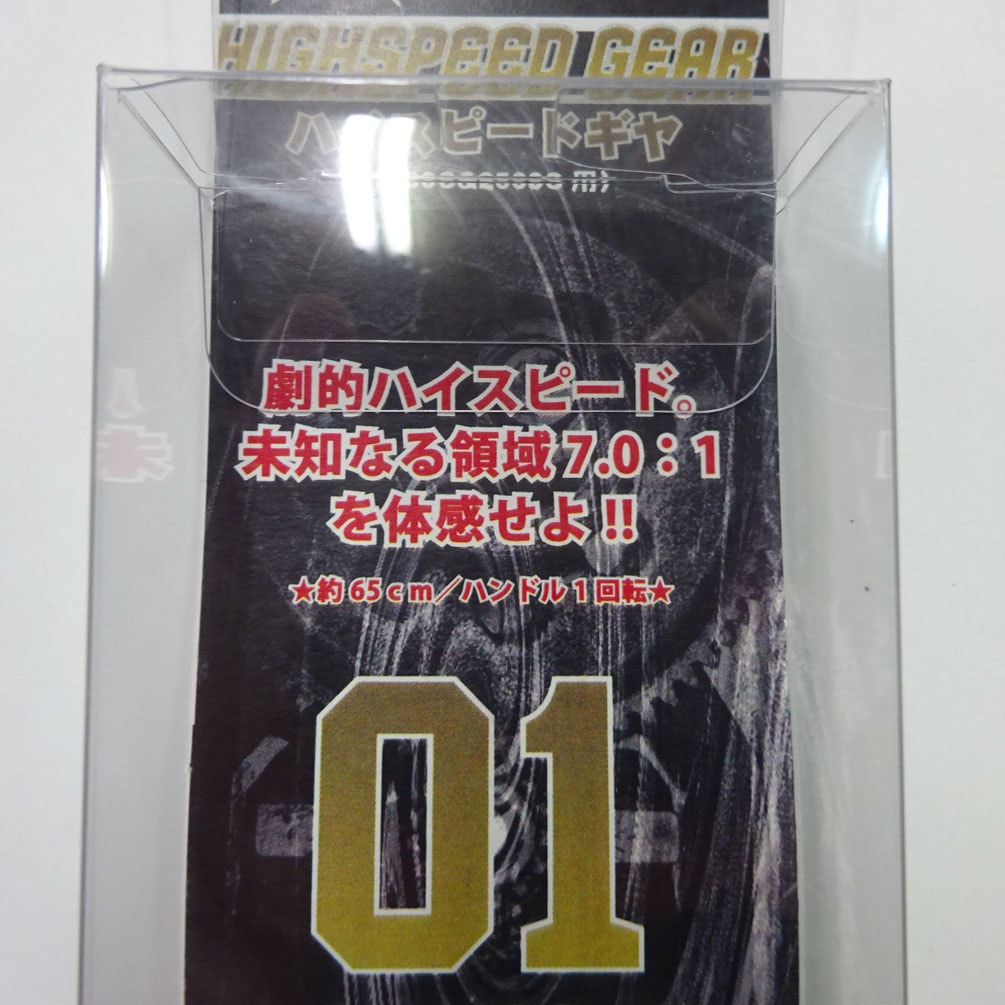 HIGHSPEED GEAR
ハイスピードギヤ
用）
劇的ハイスピード。
未知なる領域7.0：1
を体感せよ!!
★約65cm／ハンドル1回転★
01